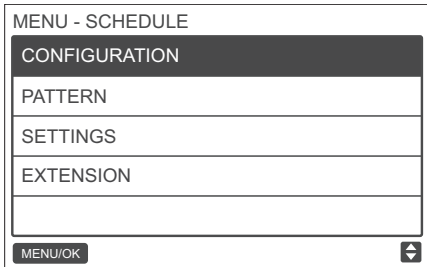 MENU - SCHEDULE
CONFIGURATION
PATTERN
SETTINGS
EXTENSION
MENU/OK